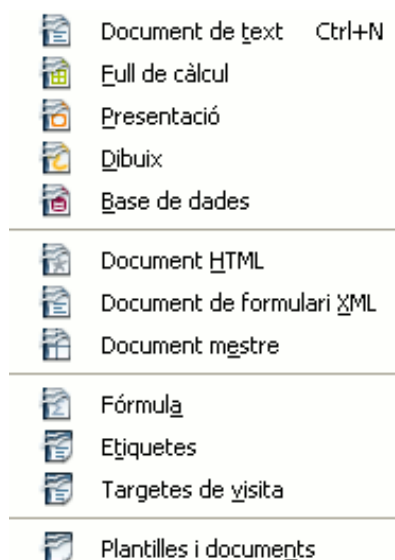 Document de text Ctrl+N
Full de càlcul
Presentació
Dibuix
Base de dades
Document HTML
Document de formulari XML
Document mestre
Fórmula
Etiquetes
Targetes de visita
Plantilles i documents